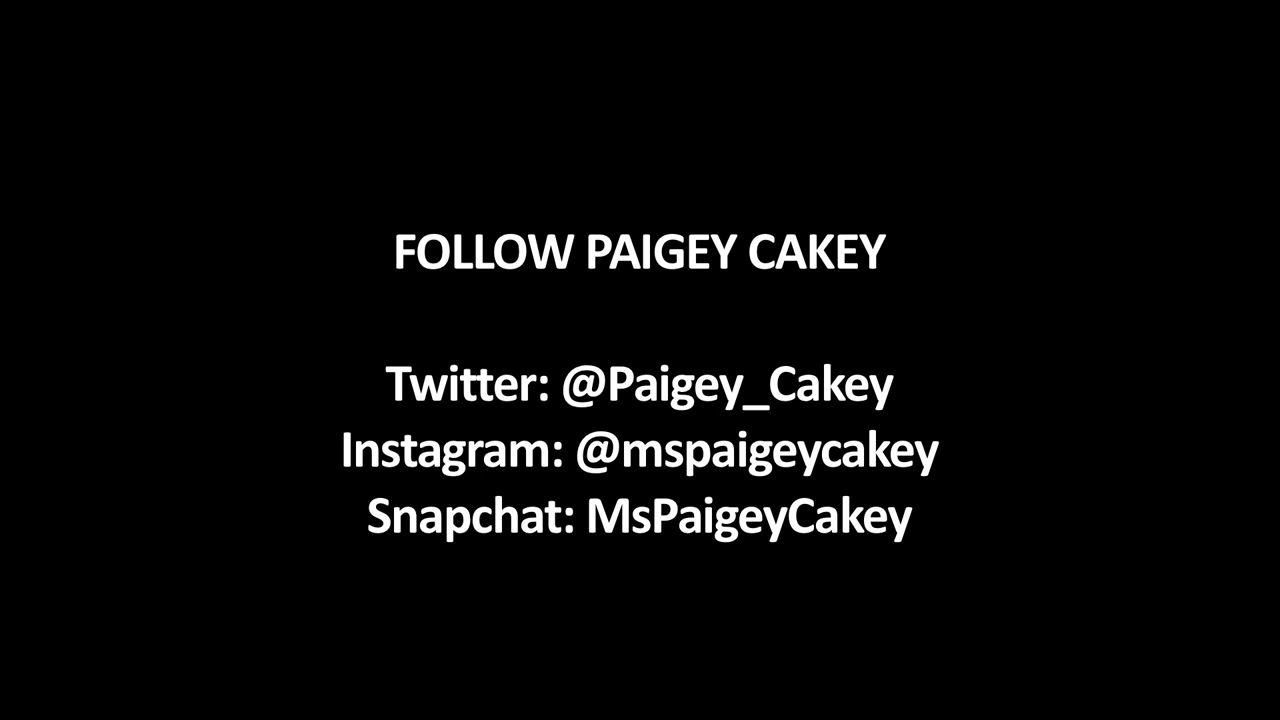 FOLLOW PAIGEY CAKEY
Twitter: @Paigey_Cakey
Instagram: @mspaigeycakey
Snapchat: MsPaigeyCakey